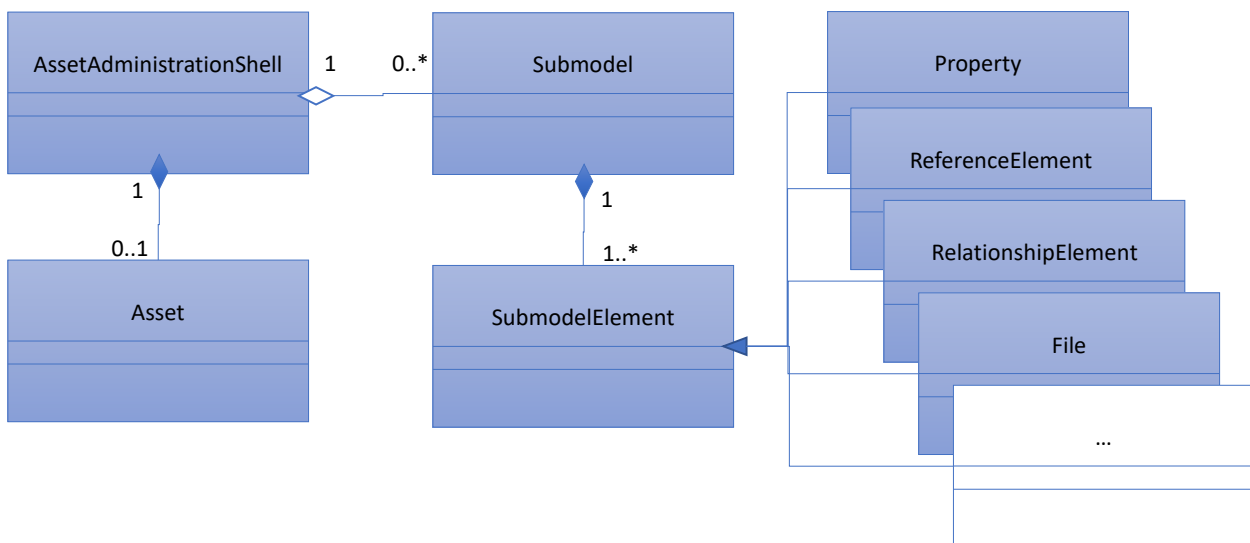 AssetAdministrationShell
1
0..*
Submodel
Property
ReferenceElement
1
1
RelationshipElement
0..1
1..*
Asset
SubmodelElement
File
...